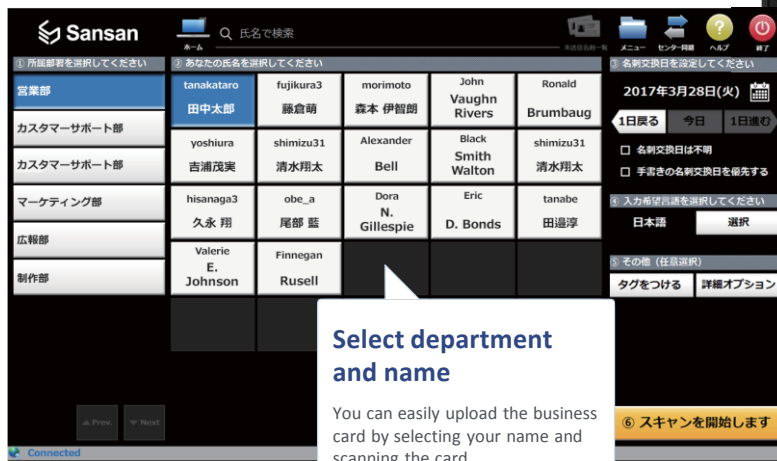 Sansan
ホーム
氏名で検索
未送信名刺一覧
メニュー
センター同期
ヘルプ
終了
① 所属部署を選択してください
② あなたの氏名を選択してください
③ 名刺交換日を設定してください
営業部
カスタマーサポート部
カスタマーサポート部
マーケティング部
広報部
制作部
tanakataro
田中太郎
fujikura3
藤倉萌
morimoto
森本 伊智朗
John
Vaughn
Rivers
Ronald
Brumbaug
yoshiura
吉浦茂実
shimizu31
清水翔太
Alexander
Bell
Black
Smith
Walton
shimizu31
清水翔太
hisanaga3
久永 翔
obe_a
尾部 藍
Dora
N.
Gillespie
Eric
D. Bonds
tanabe
田邉淳
Valerie
E.
Johnson
Finnegan
Rusell
2017年3月28日(火)
1日戻る
今日
1日進む
名刺交換日は不明
手書きの名刺交換日を優先する
④ 入力希望言語を選択してください
日本語
選択
⑤ その他（任意選択）
タグをつける
詳細オプション
Select department
and name
You can easily upload the business
card by selecting your name and
scanning the card
▲ Prev.
▼ Next
⑥ スキャンを開始します
Connected